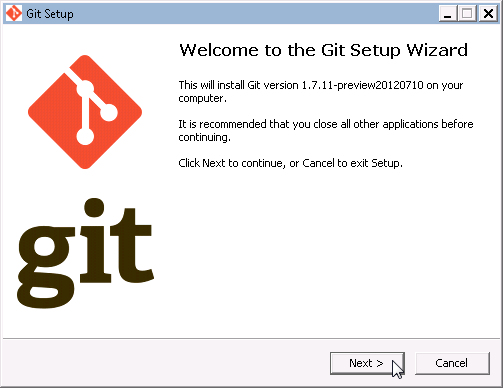 Git Setup
Welcome to the Git Setup Wizard
This will install Git version 1.7.11-preview20120710 on your
computer.
It is recommended that you close all other applications before
continuing.
Click Next to continue, or Cancel to exit Setup.
git
Next >
Cancel